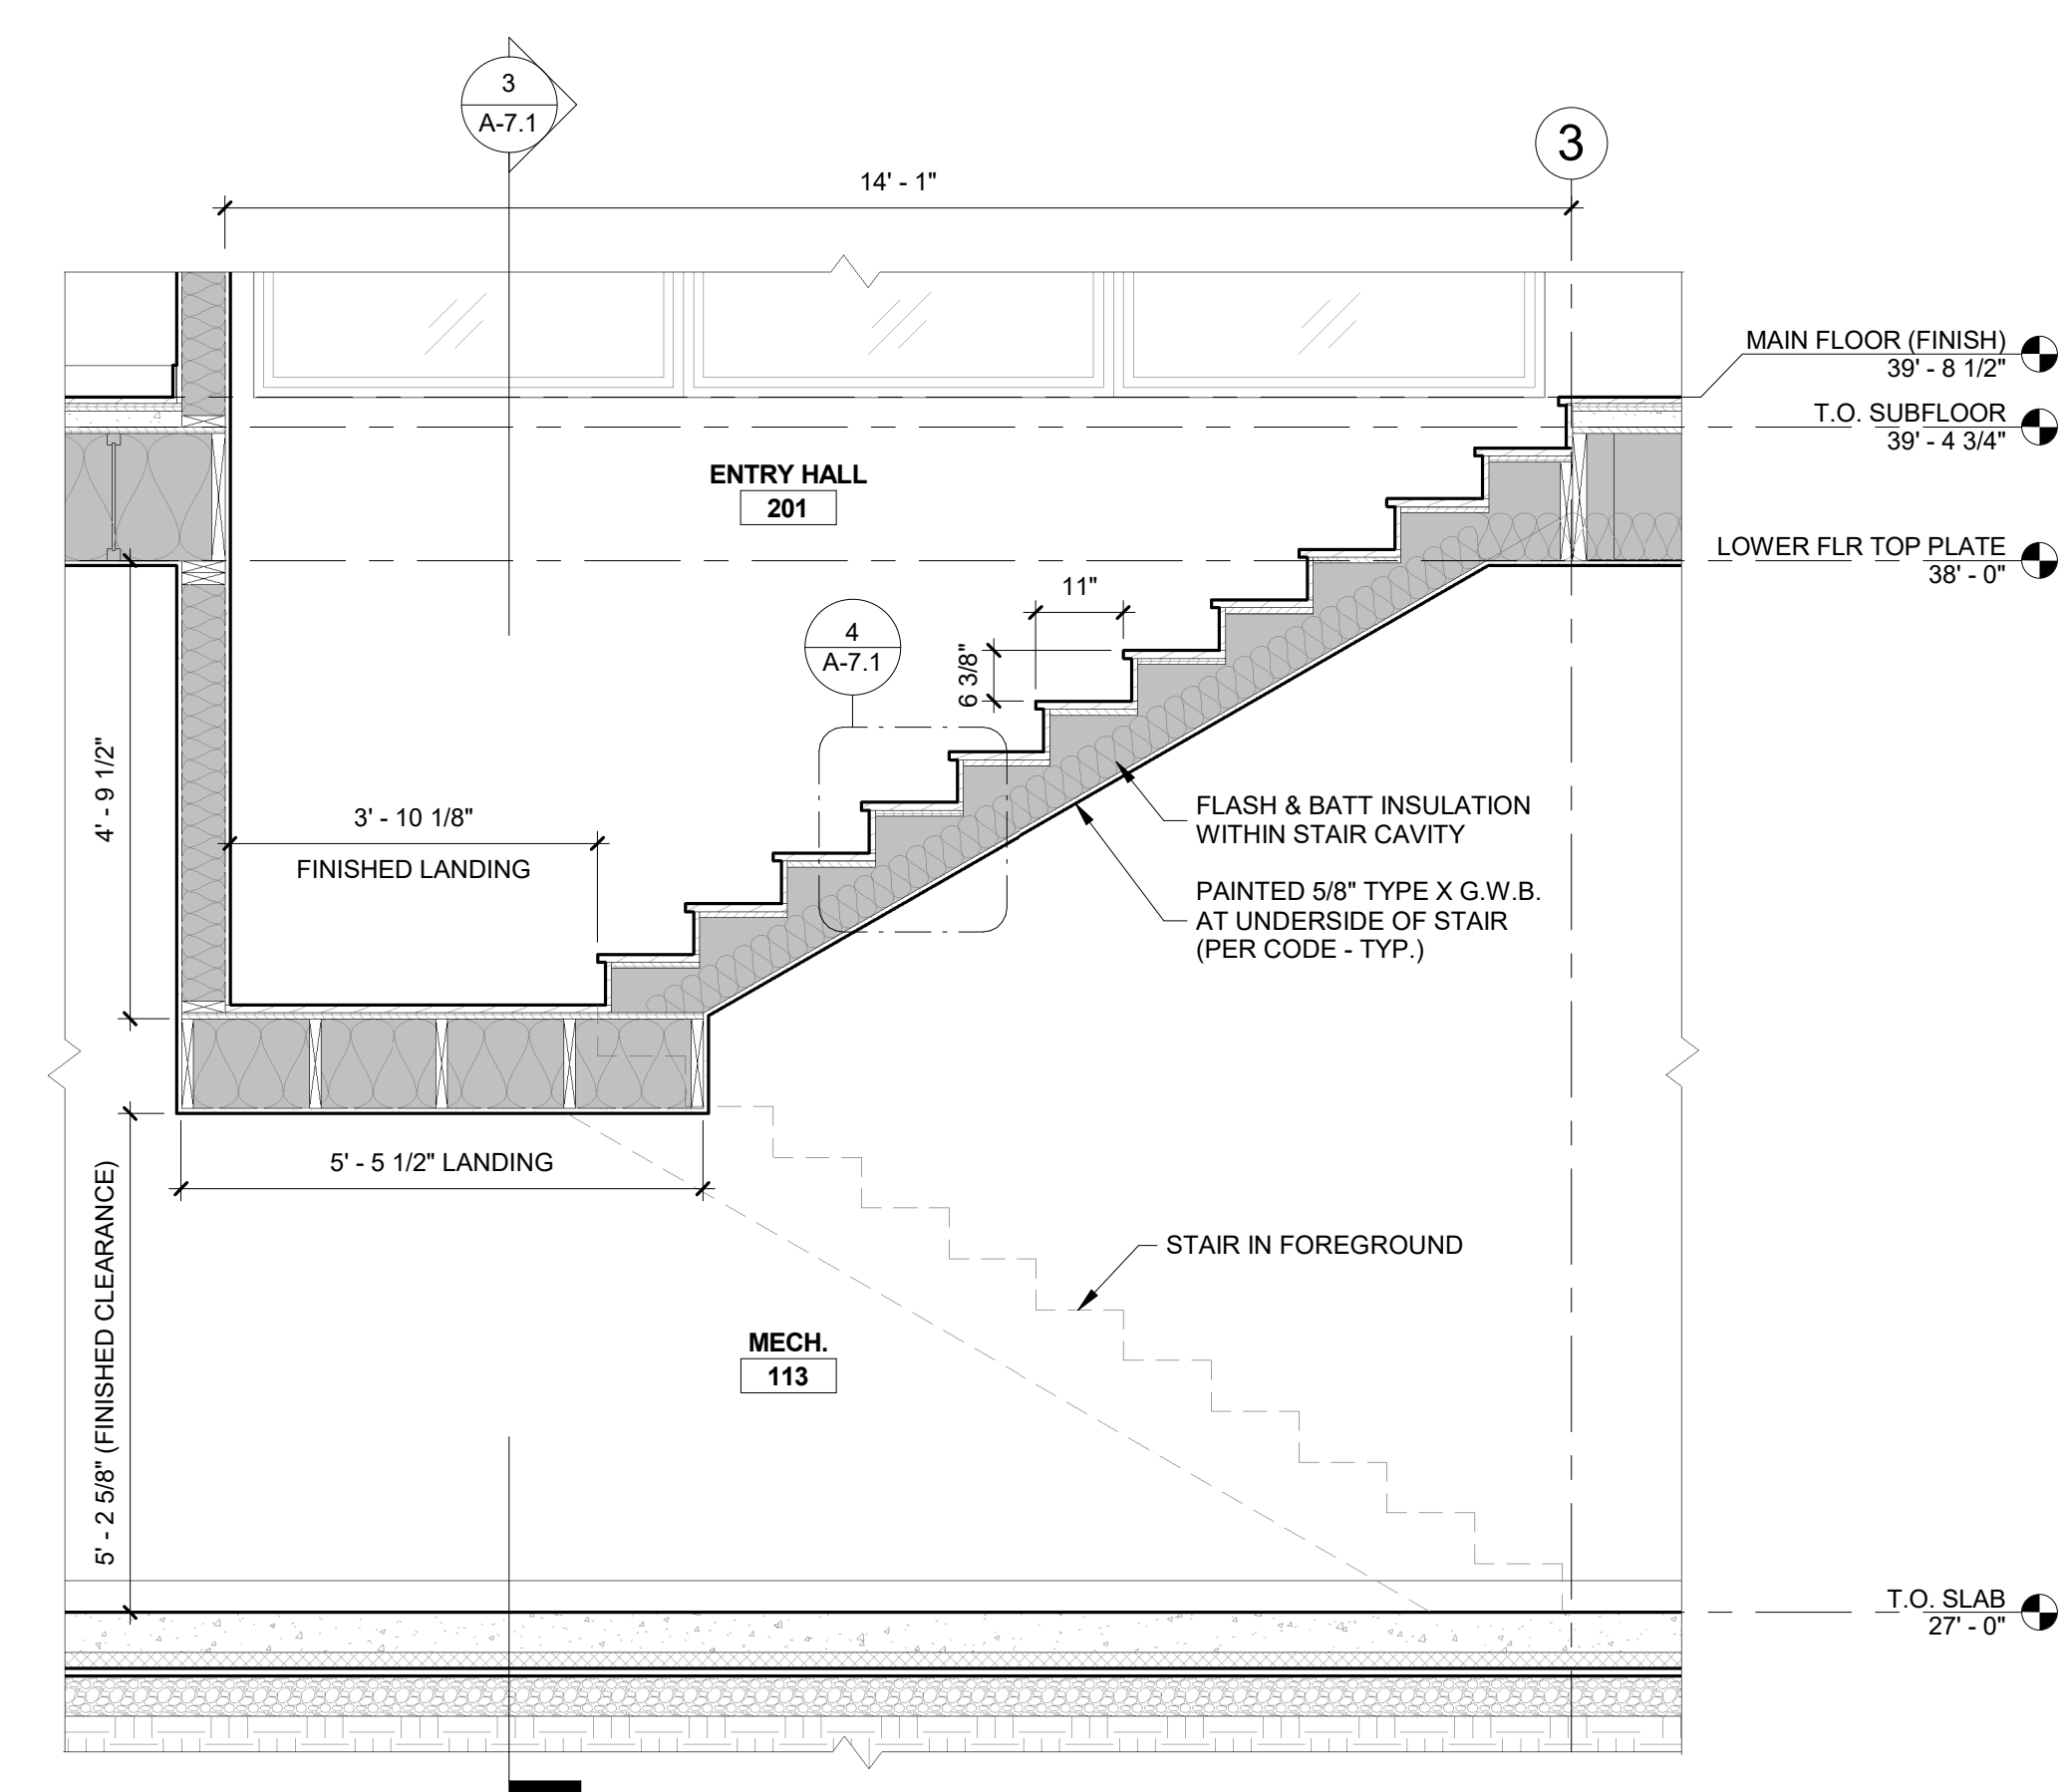 3
A-7.1
3
14' - 1"
MAIN FLOOR (FINISH)
39' - 8 1/2"
T.O. SUBFLOOR
39' - 4 3/4"
ENTRY HALL
201
LOWER FLR TOP PLATE
38' - 0"
11"
4
A-7.1
6 3/8"
4' - 9 1/2"
3' - 10 1/8"
FINISHED LANDING
FLASH & BATT INSULATION
WITHIN STAIR CAVITY
PAINTED 5/8" TYPE X G.W.B.
AT UNDERSIDE OF STAIR
(PER CODE - TYP.)
5' - 5 1/2" LANDING
5' - 2 5/8" (FINISHED CLEARANCE)
STAIR IN FOREGROUND
MECH.
113
T.O. SLAB
27' - 0"